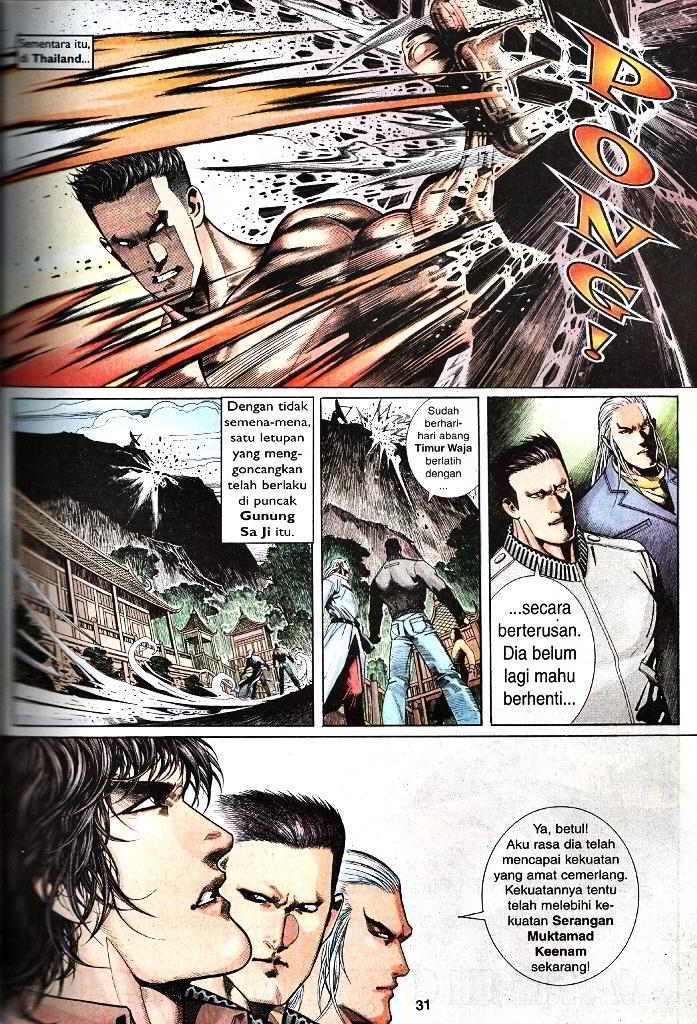 Sementara itu,
di Thailand...
PONG!
Dengan tidak
semena-mena,
satu letupan
yang meng-
goncangkan
telah berlaku
di puncak
Gunung
Sa Ji itu.
Sudah
berhari-
hari abang
Timur Waja
berlatih
dengan
...
...secara
berterusan.
Dia belum
lagi mahu
berhenti...
Ya, betul!
Aku rasa dia telah
mencapai kekuatan
yang amat cemerlang.
Kekuatannya tentu
telah melebihi ke-
kuatan Serangan
Muktamad
Keenam
sekarang!
31